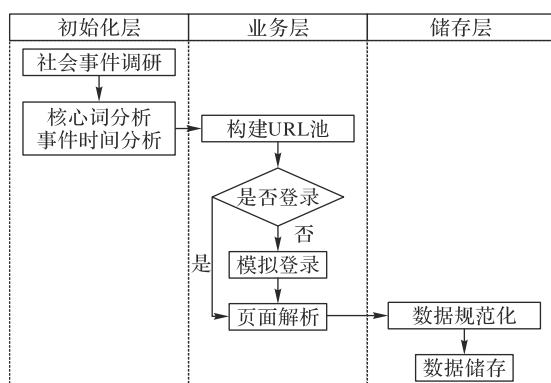 初始化层
业务层
储存层
社会事件调研
核心词分析
事件时间分析
构建URL池
是否登录
否
是
模拟登录
页面解析
数据规范化
数据储存